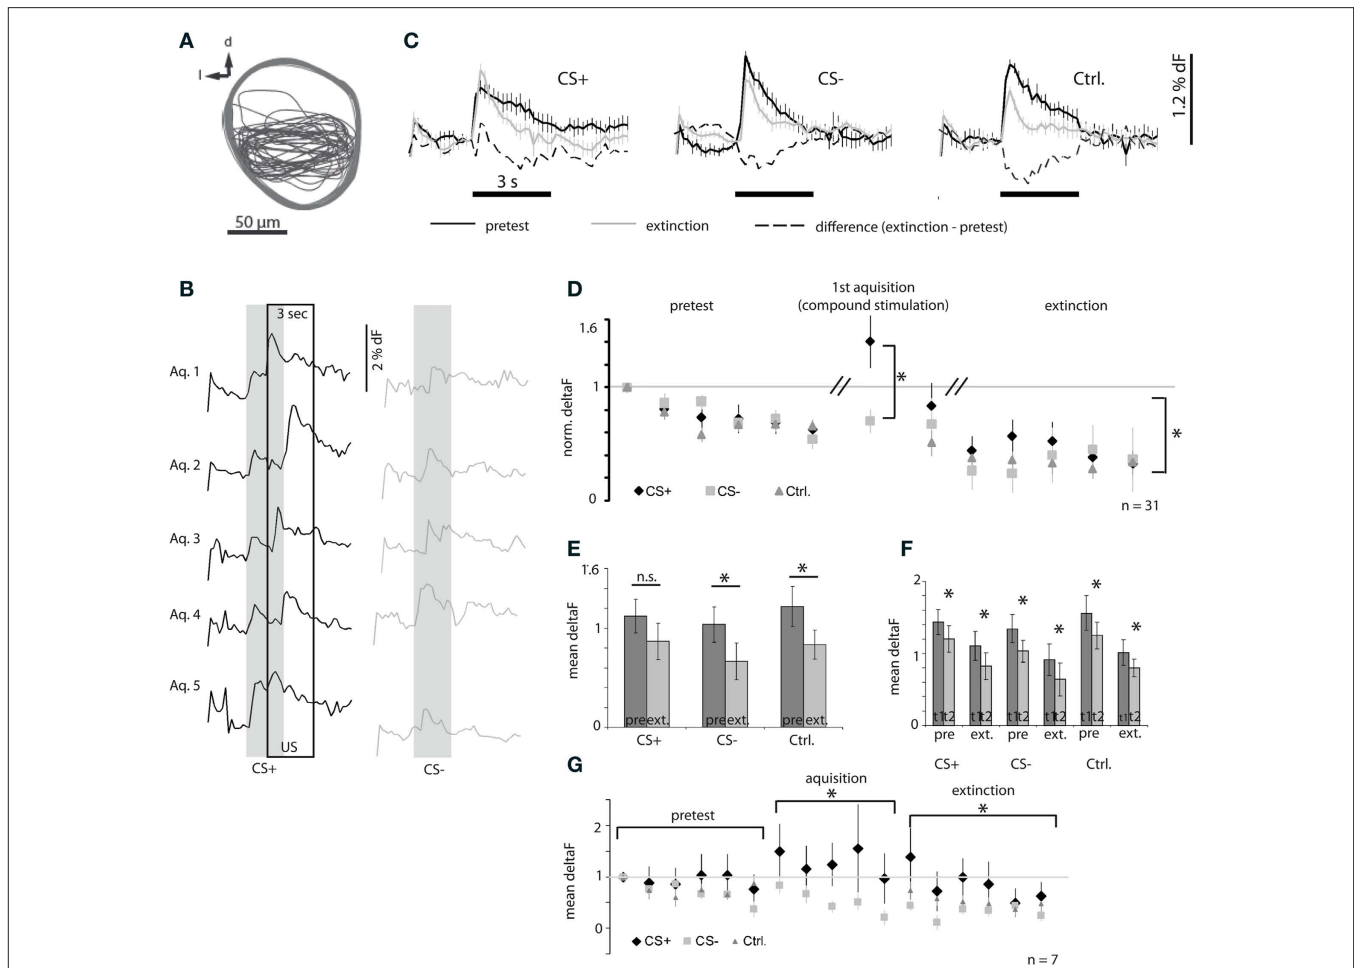 A
d
l
50 µm
C
CS+
CS-
Ctrl.
1.2 % dF
3 s
pretest
extinction
difference (extinction - pretest)
B
3 sec
2 % dF
Aq. 1
Aq. 2
Aq. 3
Aq. 4
Aq. 5
US
CS+
CS-
D
pretest
1st aquisition
(compound stimulation)
extinction
norm. deltaF
1.6
1
0
*
*
CS+
CS-
Ctrl.
n = 31
E
mean deltaF
1.6
1
0
n.s.
*
*
pre ext.
pre ext.
pre ext.
CS+
CS-
Ctrl.
F
mean deltaF
2
1.2
1
0
*
*
*
*
*
*
t1 t2
t1 t2
t1 t2
t1 t2
t1 t2
t1 t2
pre
ext.
pre
ext.
pre
ext.
CS+
CS-
Ctrl.
G
pretest
aquisition
*
extinction
*
mean deltaF
2
1
0
CS+
CS-
Ctrl.
n = 7